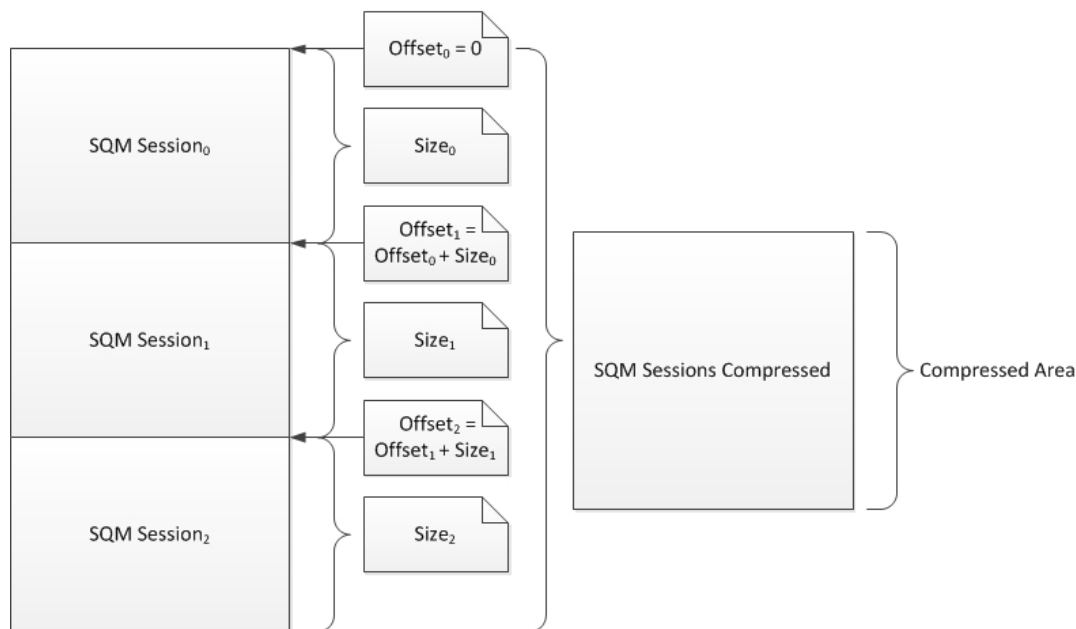 Offset₀ = 0
SQM Session₀
Size₀
Offset₁ =
Offset₀ + Size₀
SQM Session₁
Size₁
SQM Sessions Compressed
Compressed Area
Offset₂ =
Offset₁ + Size₁
SQM Session₂
Size₂